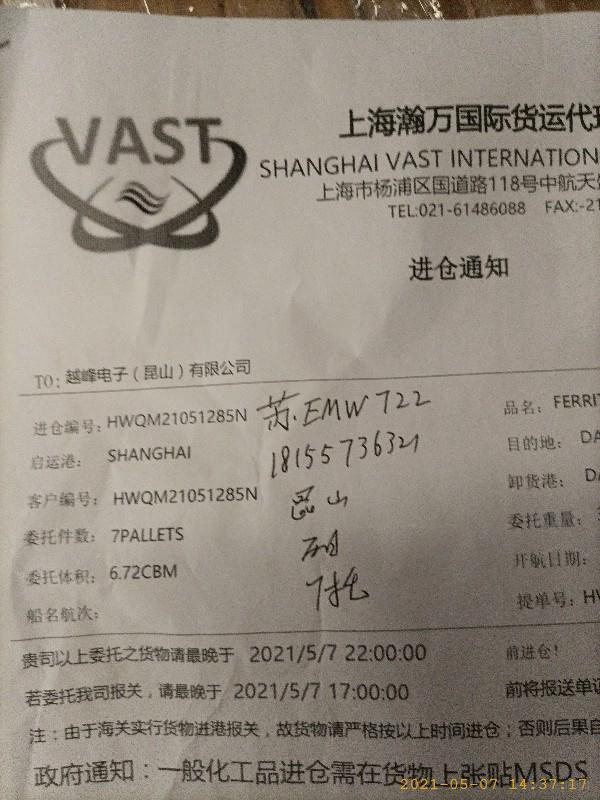 VAST
上海瀚万国际货运代理
SHANGHAI VAST INTERNATION
上海市杨浦区国道路118号中航天盛
TEL:021-61486088 FAX:-21
进仓通知
TO: 越峰电子（昆山）有限公司
进仓编号: HWQM21051285N 苏.EMW722 品名: FERRIT
启运港: SHANGHAI 18155736321 目的地: DA
客户编号: HWQM21051285N 昆山 卸货港: DA
委托件数: 7PALLETS 委托重量:
委托体积: 6.72CBM 7托 开航日期:
船名航次: 提单号: HW
贵司以上委托之货物请最晚于 2021/5/7 22:00:00 前进仓！
若委托我司报关，请最晚于 2021/5/7 17:00:00 前将报送单证
注：由于海关实行货物进港报关，故货物请严格按以上时间进仓；否则后果自
政府通知：一般化工品进仓需在货物上张贴MSDS
2021-05-07 14:37:17